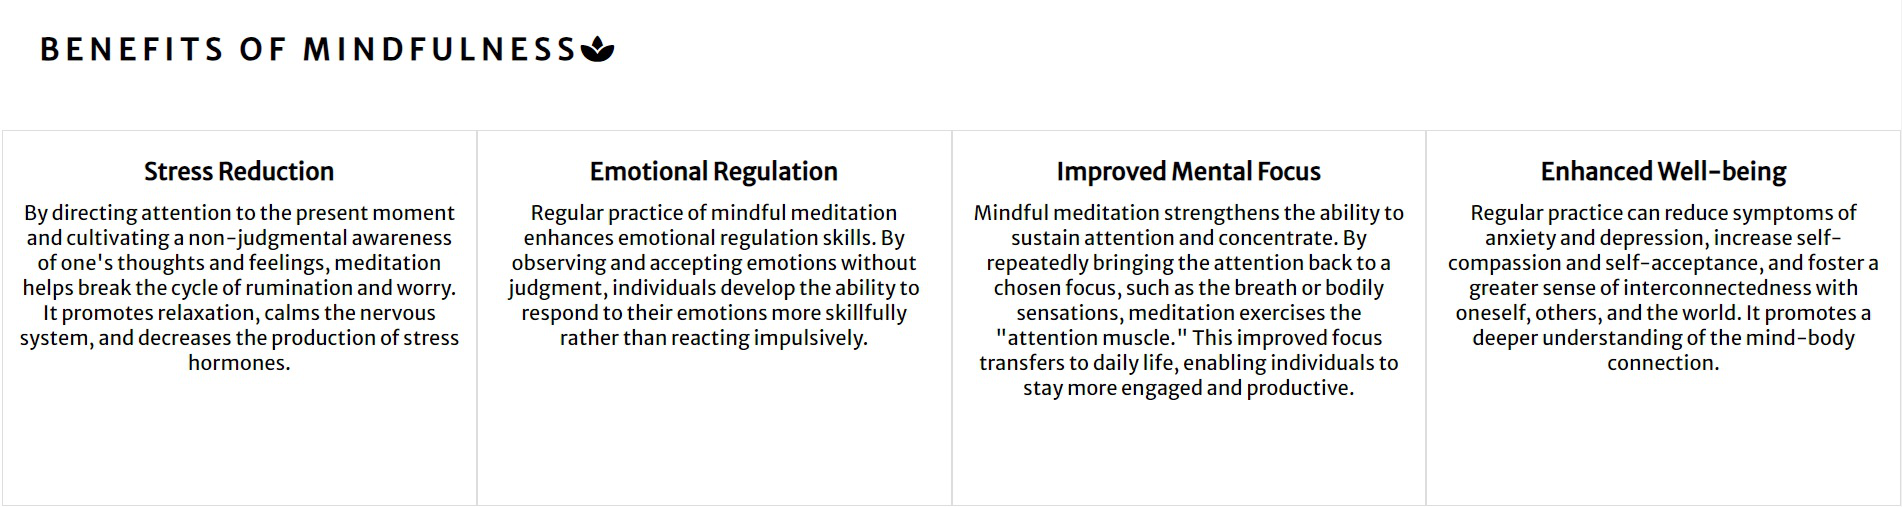 BENEFITS OF MINDFULNESS
Stress Reduction
By directing attention to the present moment
and cultivating a non-judgmental awareness
of one's thoughts and feelings, meditation
helps break the cycle of rumination and worry.
It promotes relaxation, calms the nervous
system, and decreases the production of stress
hormones.
Emotional Regulation
Regular practice of mindful meditation
enhances emotional regulation skills. By
observing and accepting emotions without
judgment, individuals develop the ability to
respond to their emotions more skillfully
rather than reacting impulsively.
Improved Mental Focus
Mindful meditation strengthens the ability to
sustain attention and concentrate. By
repeatedly bringing the attention back to a
chosen focus, such as the breath or bodily
sensations, meditation exercises the
"attention muscle." This improved focus
transfers to daily life, enabling individuals to
stay more engaged and productive.
Enhanced Well-being
Regular practice can reduce symptoms of
anxiety and depression, increase self-
compassion and self-acceptance, and foster a
greater sense of interconnectedness with
oneself, others, and the world. It promotes a
deeper understanding of the mind-body
connection.